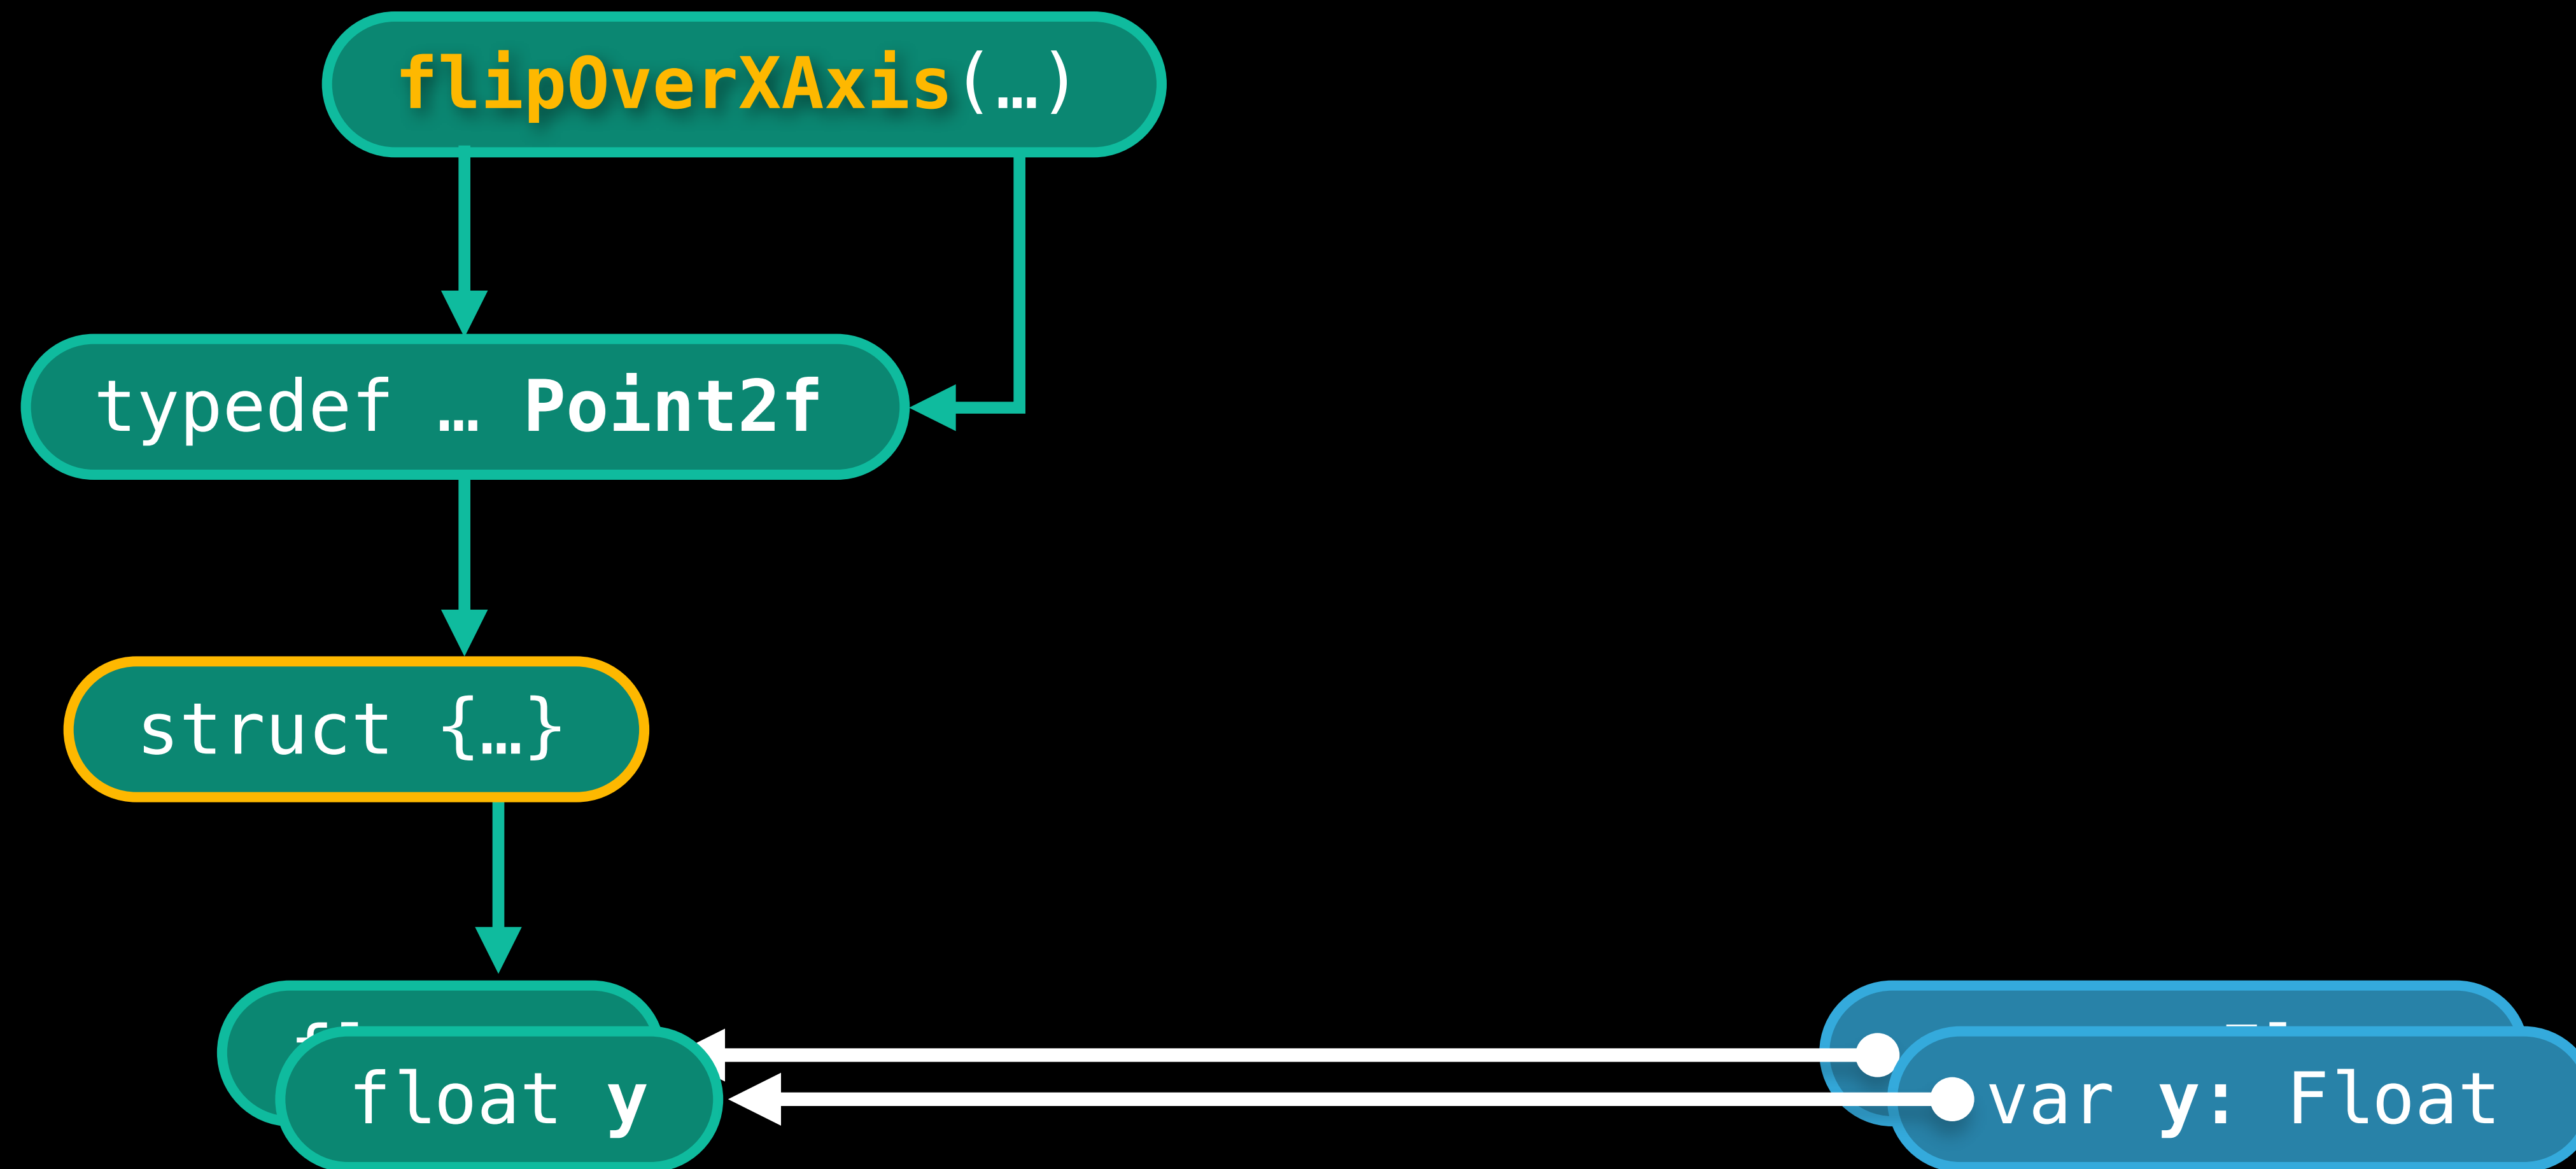 flipOverXAxis(…)
typedef … Point2f
struct {…}
float y
var y: Float